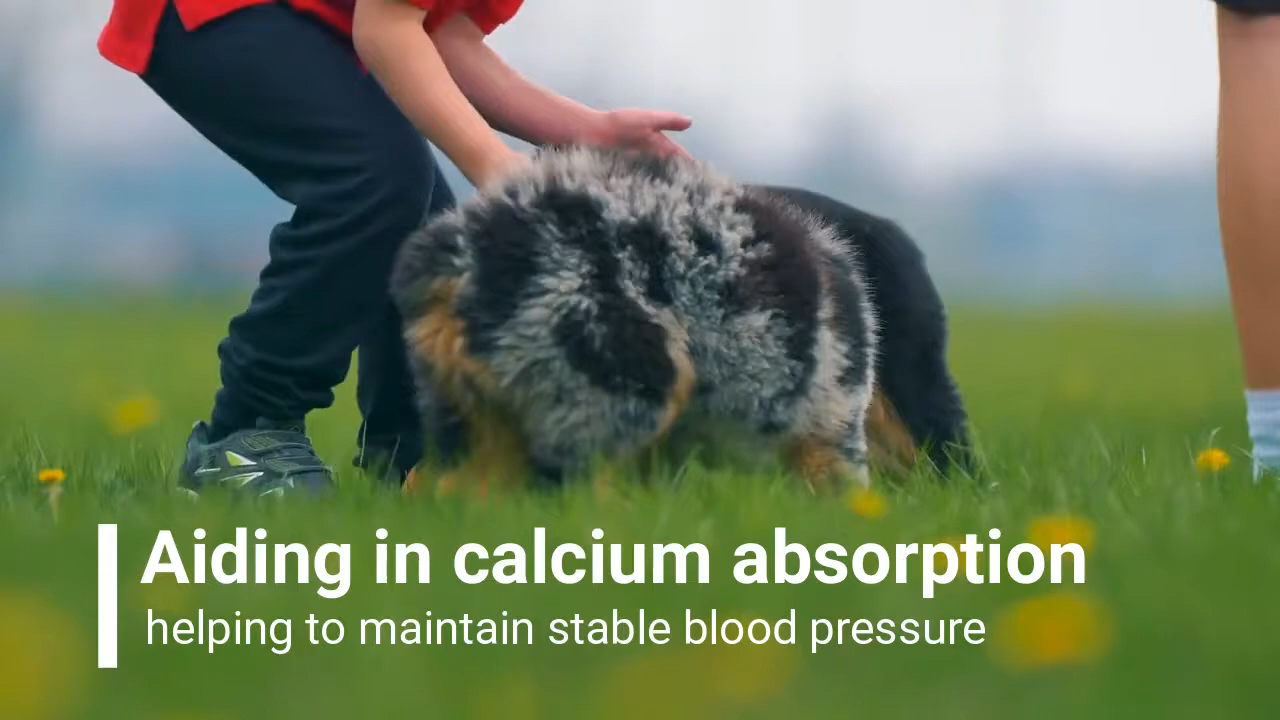 Aiding in calcium absorption
helping to maintain stable blood pressure